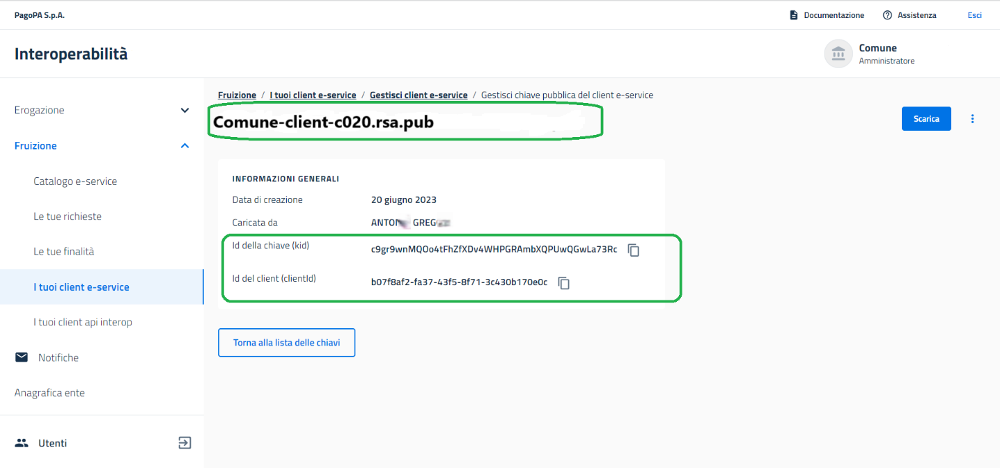 PagoPA S.p.A.
Documentazione
Assistenza
Esci
Interoperabilità
Comune
Amministratore
Erogazione
Fruizione
Catalogo e-service
Le tue richieste
Le tue finalità
I tuoi client e-service
I tuoi client api interop
Notifiche
Anagrafica ente
Utenti
Fruizione / I tuoi client e-service / Gestisci client e-service / Gestisci chiave pubblica del client e-service
Comune-client-c020.rsa.pub
Scarica
INFORMAZIONI GENERALI
Data di creazione 20 giugno 2023
Caricata da
Id della chiave (kid) c9gr9wnMQOo4tFhZfXDv4WHPGRAmbXQPUwQGwLa73Rc
Id del client (clientId) b07f8af2-fa37-43f5-8f71-3c430b170e0c
Torna alla lista delle chiavi